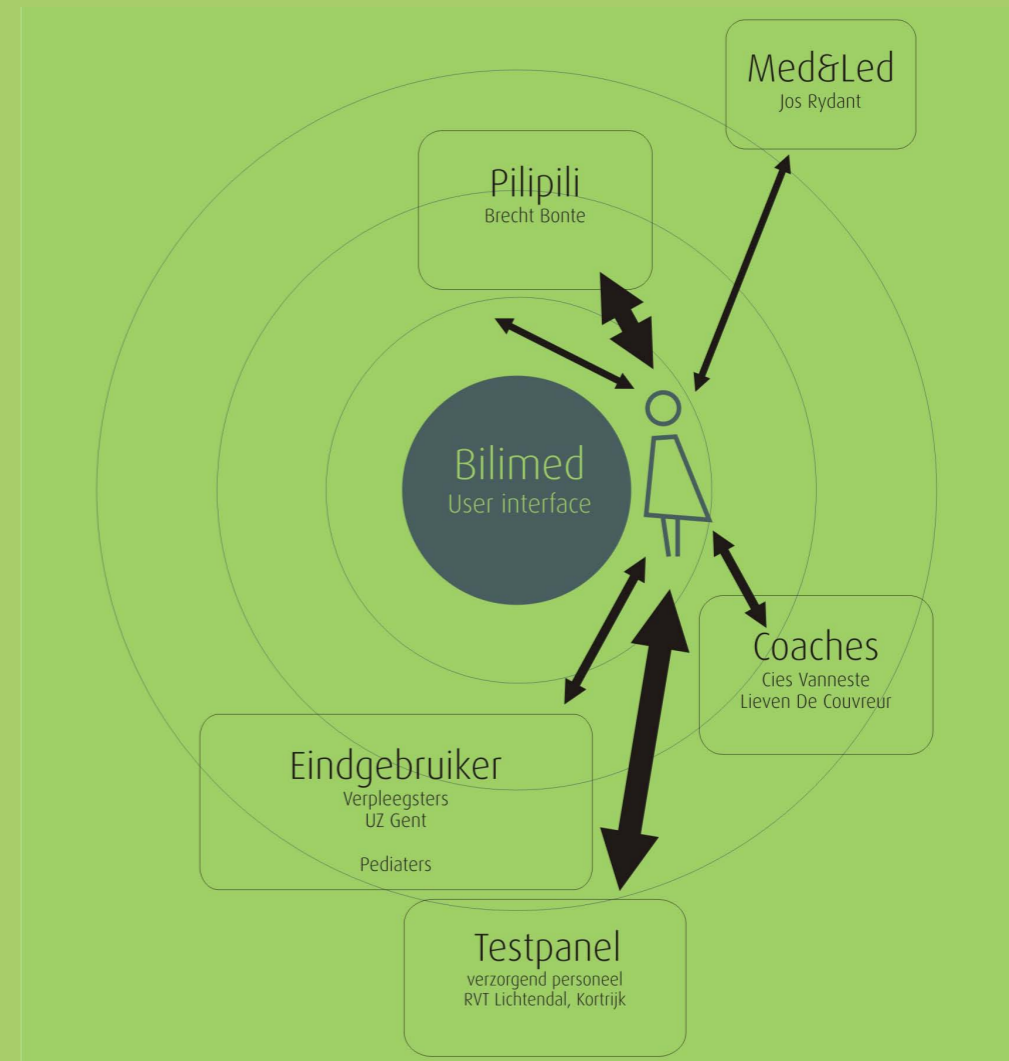 Med&Led
Jos Rydant
Pilipili
Brecht Bonte
Bilimed
User interface
Coaches
Cies Vanneste
Lieven De Couvreur
Eindgebruiker
Verpleegsters
UZ Gent
Pediaters
Testpanel
verzorgend personeel
RVT Lichtendal, Kortrijk